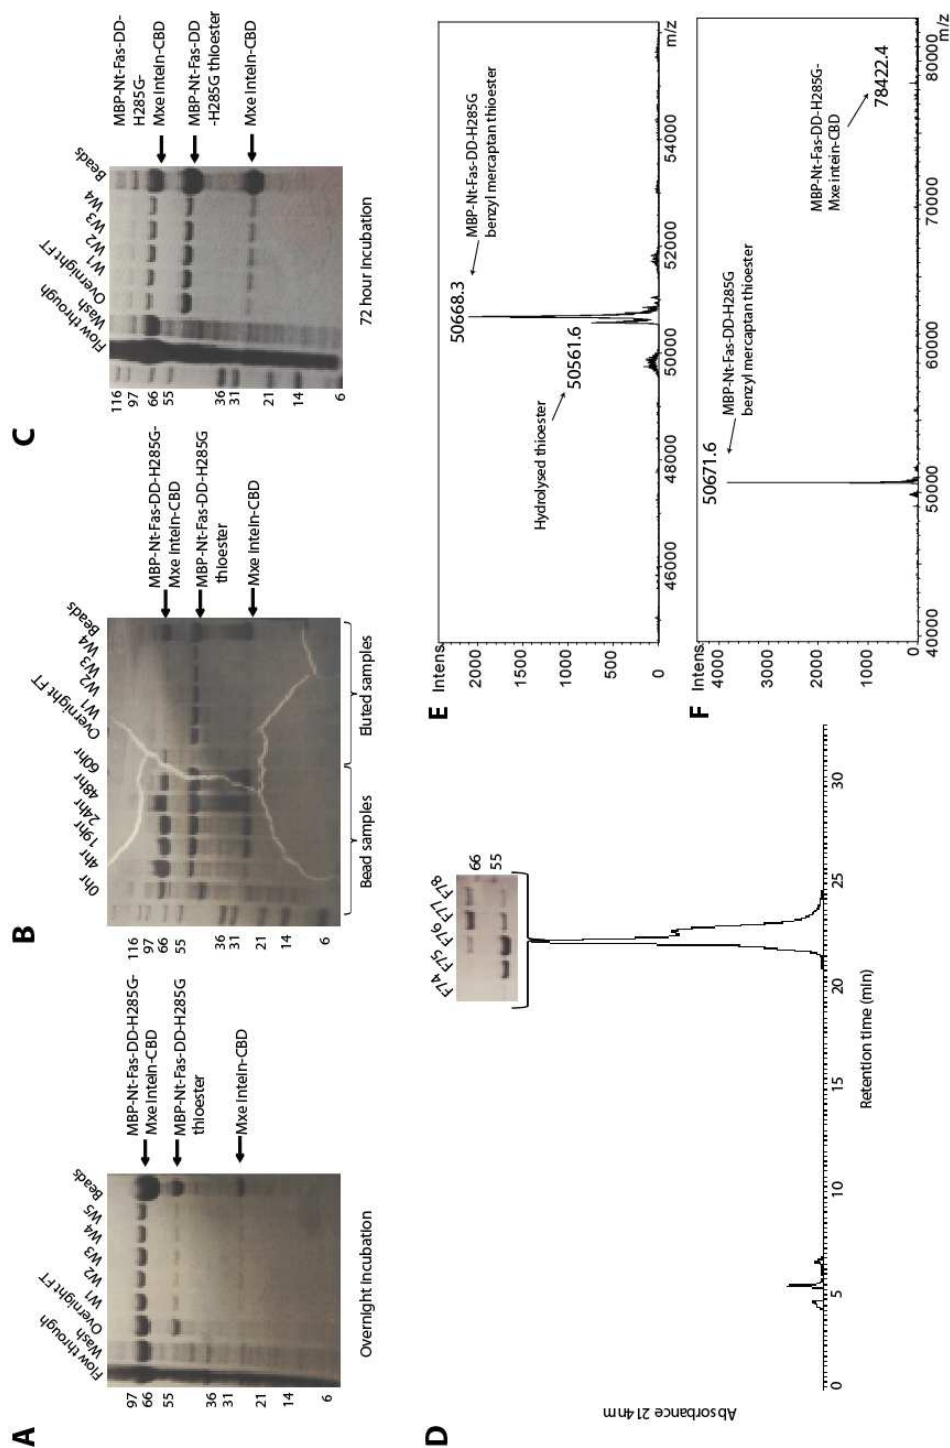 A
Flow through
Wash
Overnight FT
W1
W2
W3
W4
W5
Beads
97
66
55
36
31
21
14
6
MBP-Nt-Fas-DD-H285G-
Mxe Intein-CBD
MBP-Nt-Fas-DD-H285G
thioester
Mxe Intein-CBD
Overnight Incubation
B
0hr
4hr
19hr
24hr
48hr
60hr
Overnight FT
W1
W2
W3
W4
Beads
116
97
66
55
36
31
21
14
6
Bead samples
Eluted samples
MBP-Nt-Fas-DD-H285G-
Mxe Intein-CBD
MBP-Nt-Fas-DD-H285G
thioester
Mxe Intein-CBD
C
Flow through
Wash
Overnight FT
W1
W2
W3
W4
Beads
116
97
66
55
36
31
21
14
6
MBP-Nt-Fas-DD-
H285G-
Mxe Intein-CBD
MBP-Nt-Fas-DD
-H285G thioester
Mxe Intein-CBD
72 hour Incubation
D
F74
F75
F76
F77
F78
66
55
Absorbance 214nm
0 5 10 15 20 25 30
Retention time (min)
E
Intens
2000
1000
0
50668.3
MBP-Nt-Fas-DD-H285G
benzyl mercaptan thioester
Hydrolysed thioester
50561.6
46000 48000 50000 52000 54000 m/z
F
Intens
4000
3000
2000
1000
0
50671.6
MBP-Nt-Fas-DD-H285G
benzyl mercaptan thioester
MBP-Nt-Fas-DD-H285G-
Mxe intein-CBD
78422.4
40000 50000 60000 70000 80000 m/z